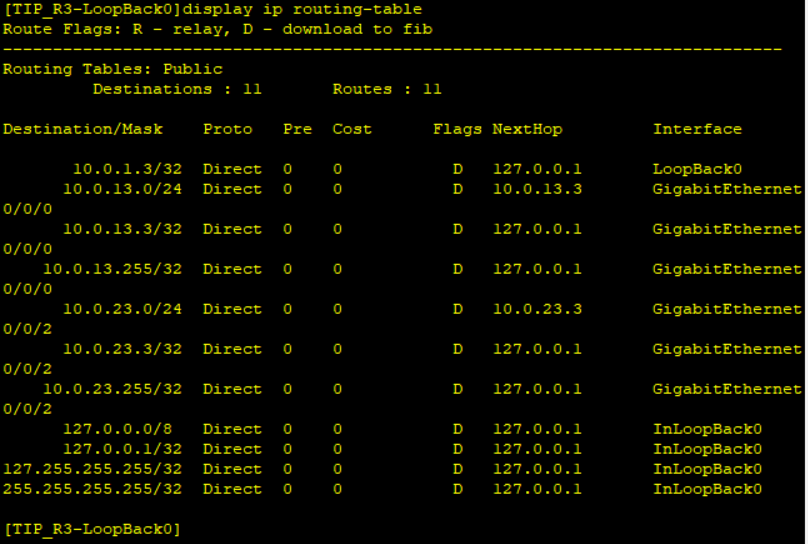 [TIP_R3-LoopBack0]display ip routing-table
Route Flags: R - relay, D - download to fib
------------------------------------------------------------------------------
Routing Tables: Public
         Destinations : 11       Routes : 11

Destination/Mask    Proto   Pre  Cost      Flags NextHop         Interface

       10.0.1.3/32  Direct  0    0           D   127.0.0.1       LoopBack0
      10.0.13.0/24  Direct  0    0           D   10.0.13.3       GigabitEthernet
0/0/0
      10.0.13.3/32  Direct  0    0           D   127.0.0.1       GigabitEthernet
0/0/0
    10.0.13.255/32  Direct  0    0           D   127.0.0.1       GigabitEthernet
0/0/0
      10.0.23.0/24  Direct  0    0           D   10.0.23.3       GigabitEthernet
0/0/2
      10.0.23.3/32  Direct  0    0           D   127.0.0.1       GigabitEthernet
0/0/2
    10.0.23.255/32  Direct  0    0           D   127.0.0.1       GigabitEthernet
0/0/2
      127.0.0.0/8   Direct  0    0           D   127.0.0.1       InLoopBack0
      127.0.0.1/32  Direct  0    0           D   127.0.0.1       InLoopBack0
127.255.255.255/32  Direct  0    0           D   127.0.0.1       InLoopBack0
255.255.255.255/32  Direct  0    0           D   127.0.0.1       InLoopBack0

[TIP_R3-LoopBack0]